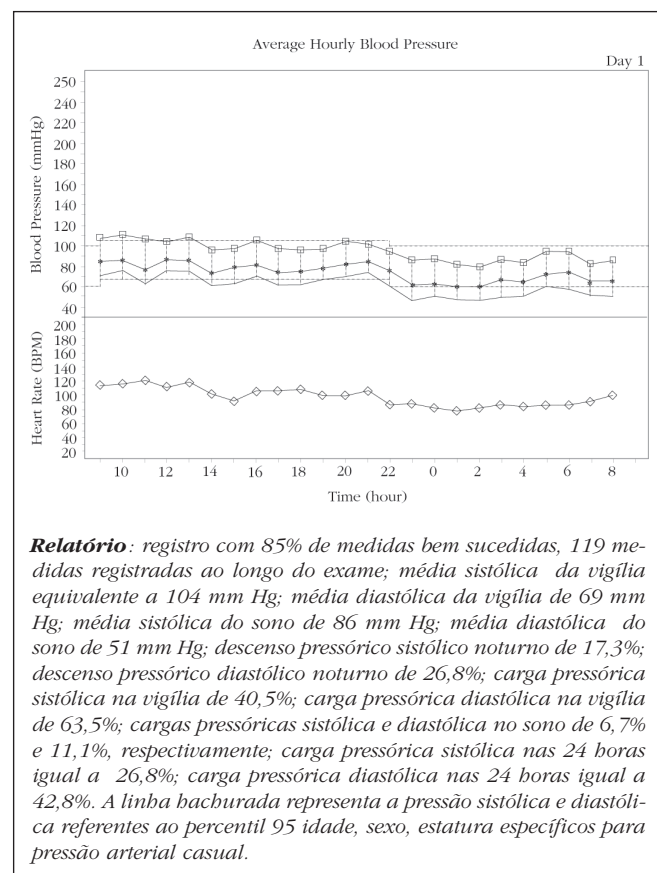 Average Hourly Blood Pressure
Day 1
Blood Pressure (mmHg)
250
240
220
200
180
160
140
120
100
80
60
40
Heart Rate (BPM)
200
180
160
140
120
100
80
60
40
20
10 12 14 16 18 20 22 0 2 4 6 8
Time (hour)
Relatório: registro com 85% de medidas bem sucedidas, 119 me-
didas registradas ao longo do exame; média sistólica da vigília
equivalente a 104 mm Hg; média diastólica da vigília de 69 mm
Hg; média sistólica do sono de 86 mm Hg; média diastólica do
sono de 51 mm Hg; descenso pressórico sistólico noturno de 17,3%;
descenso pressórico diastólico noturno de 26,8%; carga pressórica
sistólica na vigília de 40,5%; carga pressórica diastólica na vigília
de 63,5%; cargas pressóricas sistólica e diastólica no sono de 6,7%
e 11,1%, respectivamente; carga pressórica sistólica nas 24 horas
igual a 26,8%; carga pressórica diastólica nas 24 horas igual a
42,8%. A linha hachurada representa a pressão sistólica e diastóli-
ca referentes ao percentil 95 idade, sexo, estatura específicos para
pressão arterial casual.